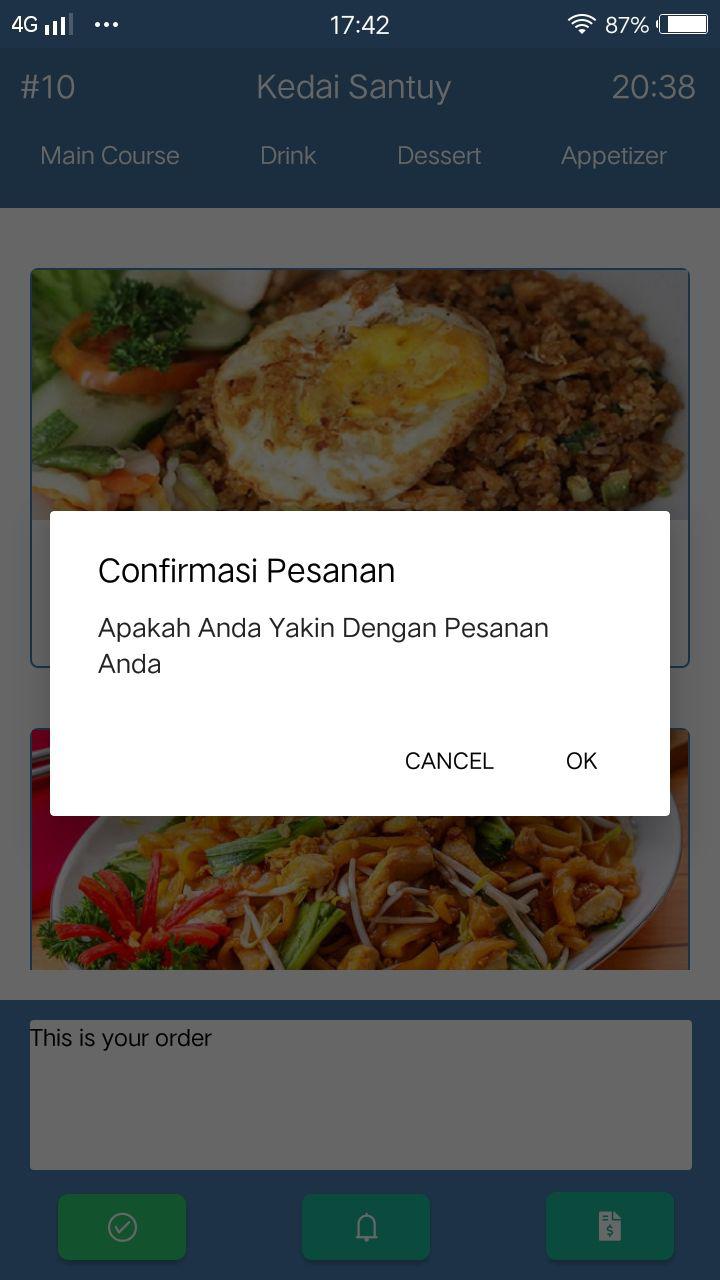 4G 17:42 87%
#10 Kedai Santuy 20:38
Main Course Drink Dessert Appetizer
Confirmasi Pesanan
Apakah Anda Yakin Dengan Pesanan
Anda
CANCEL OK
This is your order
$